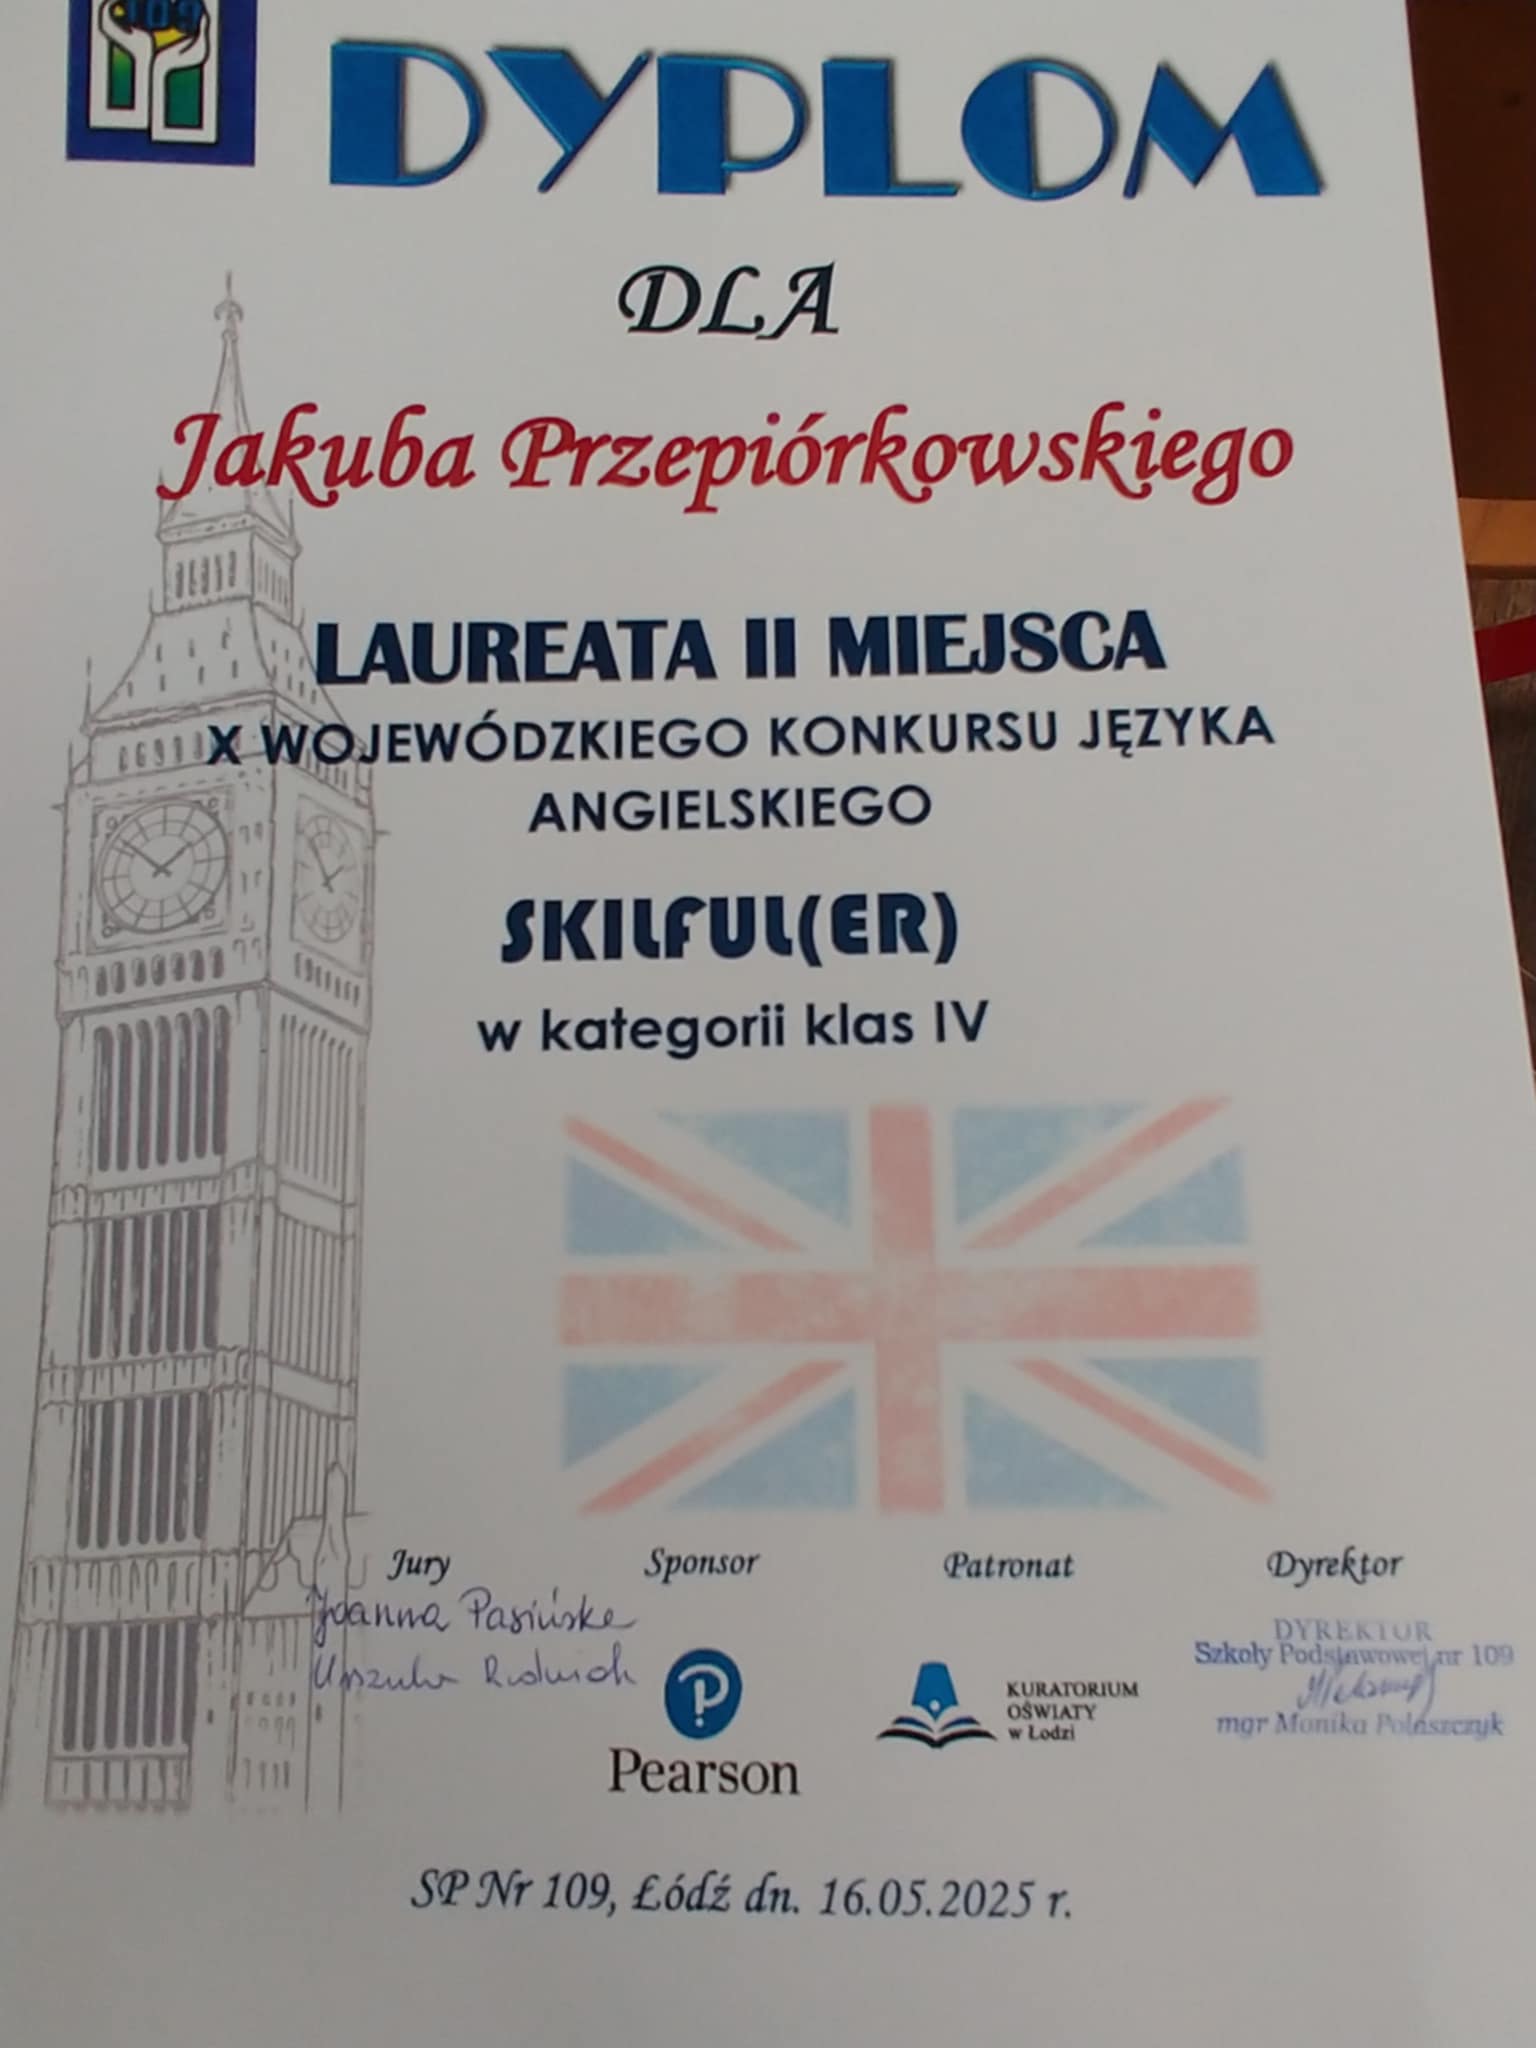 109
DYPLOM
DLA
Jakuba Przepiórkowskiego
LAUREATA II MIEJSCA
X WOJEWÓDZKIEGO KONKURSU JĘZYKA
ANGIELSKIEGO
SKILFUL(ER)
w kategorii klas IV
Jury Sponsor Patronat Dyrektor
Joanna Pasińska
Urszula
Pearson
KURATORIUM
OŚWIATY
w Łodzi
DYREKTOR
Szkoły Podstawowej nr 109
mgr Monika Polaszczyk
SP Nr 109, Łódź dn. 16.05.2025 r.